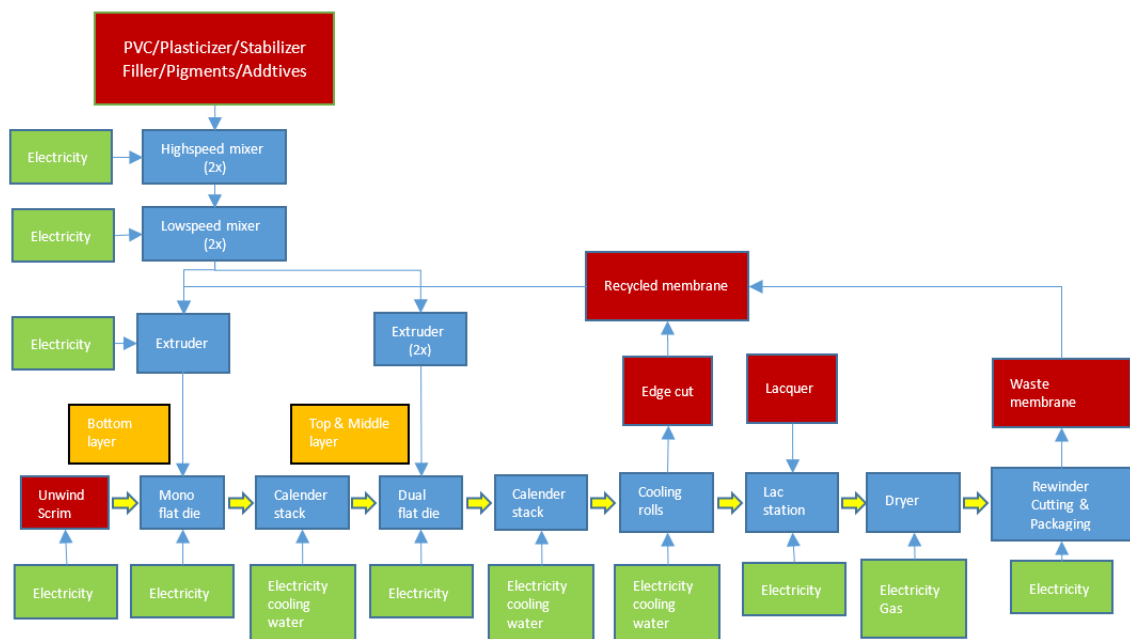 PVC/Plasticizer/Stabilizer
Filler/Pigments/Addtives
Electricity
Highspeed mixer
(2x)
Electricity
Lowspeed mixer
(2x)
Recycled membrane
Electricity
Extruder
Extruder
(2x)
Edge cut
Lacquer
Waste
membrane
Bottom
layer
Top & Middle
layer
Unwind
Scrim
Mono
flat die
Calender
stack
Dual
flat die
Calender
stack
Cooling
rolls
Lac
station
Dryer
Rewinder
Cutting &
Packaging
Electricity
Electricity
Electricity
cooling
water
Electricity
Electricity
cooling
water
Electricity
cooling
water
Electricity
Electricity
Gas
Electricity